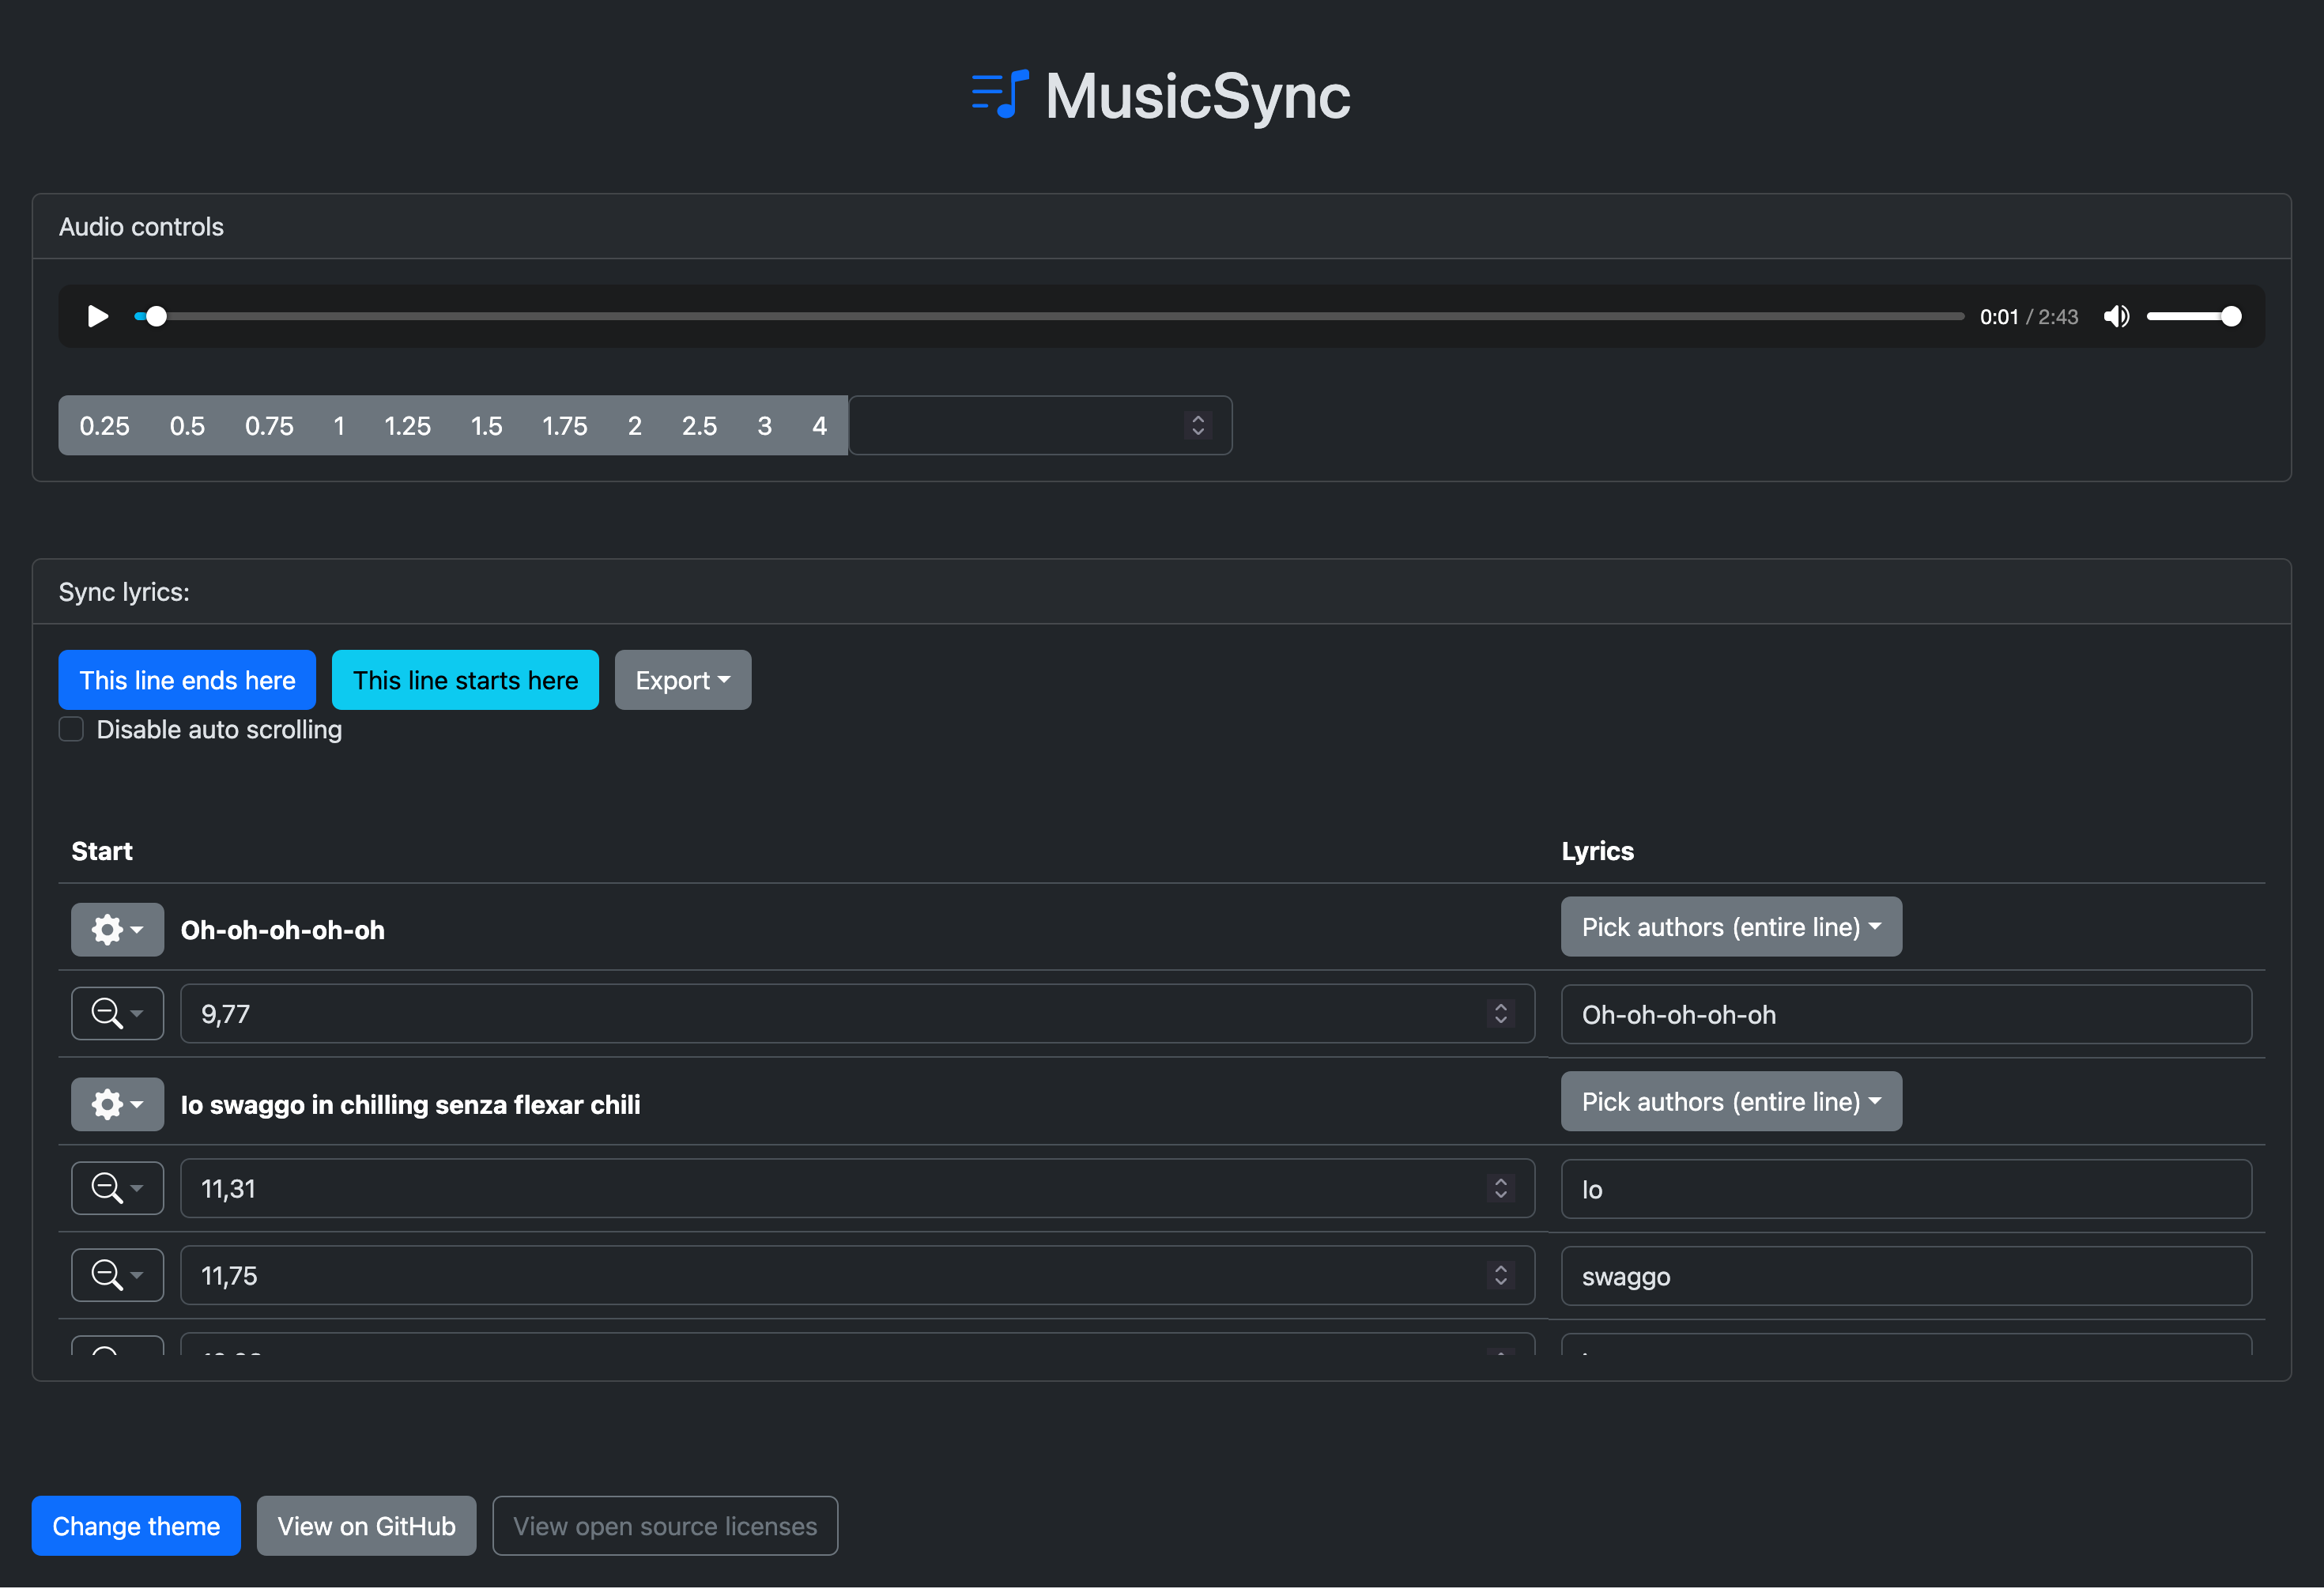 MusicSync
Audio controls
0:01 / 2:43
0.25 0.5 0.75 1 1.25 1.5 1.75 2 2.5 3 4
Sync lyrics:
This line ends here This line starts here Export
Disable auto scrolling
Start Lyrics
Oh-oh-oh-oh-oh Pick authors (entire line)
9,77 Oh-oh-oh-oh-oh
Io swaggo in chilling senza flexar chili Pick authors (entire line)
11,31 Io
11,75 swaggo
Change theme View on GitHub View open source licenses